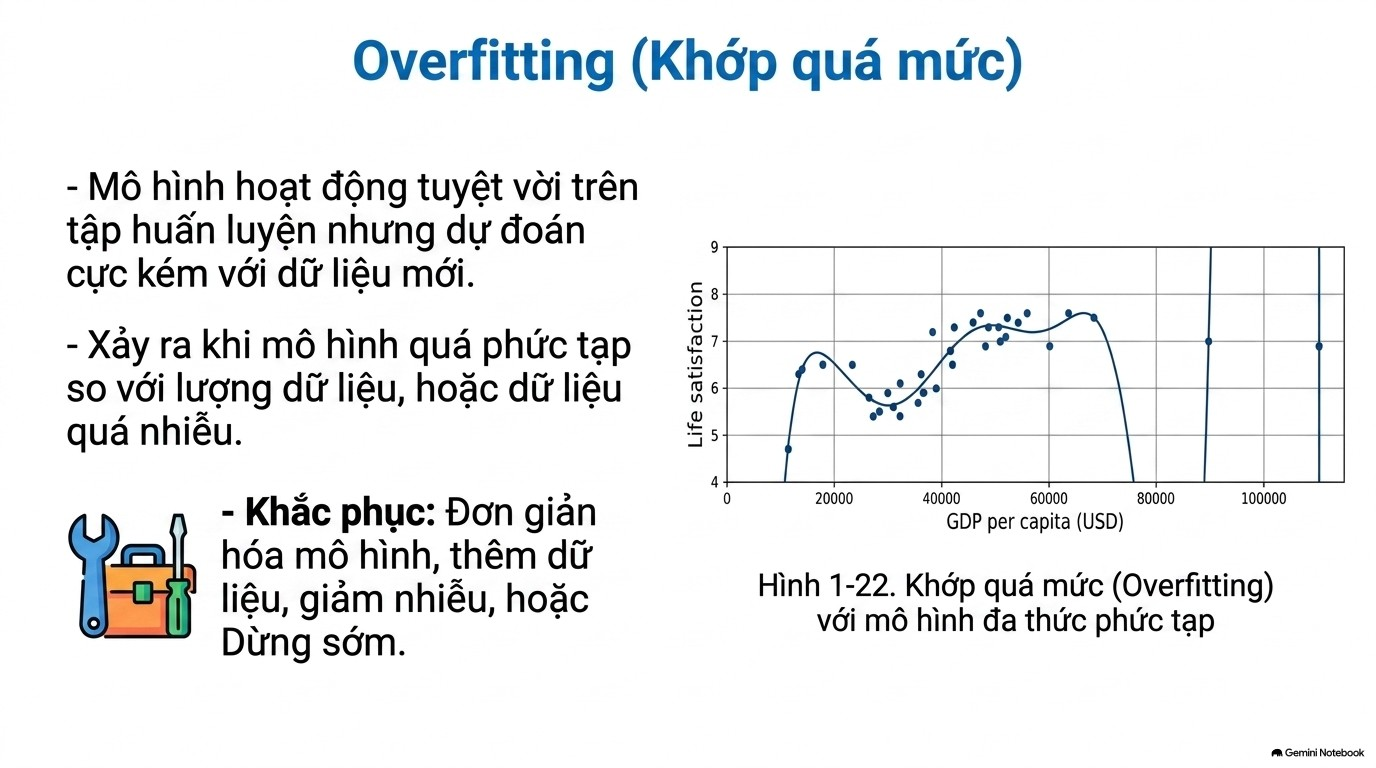 Overfitting (Khớp quá mức)
- Mô hình hoạt động tuyệt vời trên
tập huấn luyện nhưng dự đoán
cực kém với dữ liệu mới.
- Xảy ra khi mô hình quá phức tạp
so với lượng dữ liệu, hoặc dữ liệu
quá nhiễu.
- Khắc phục: Đơn giản
hóa mô hình, thêm dữ
liệu, giảm nhiễu, hoặc
Dừng sớm.
Life satisfaction
9
8
7
6
5
4
0 20000 40000 60000 80000 100000
GDP per capita (USD)
Hình 1-22. Khớp quá mức (Overfitting)
với mô hình đa thức phức tạp
Gemini Notebook